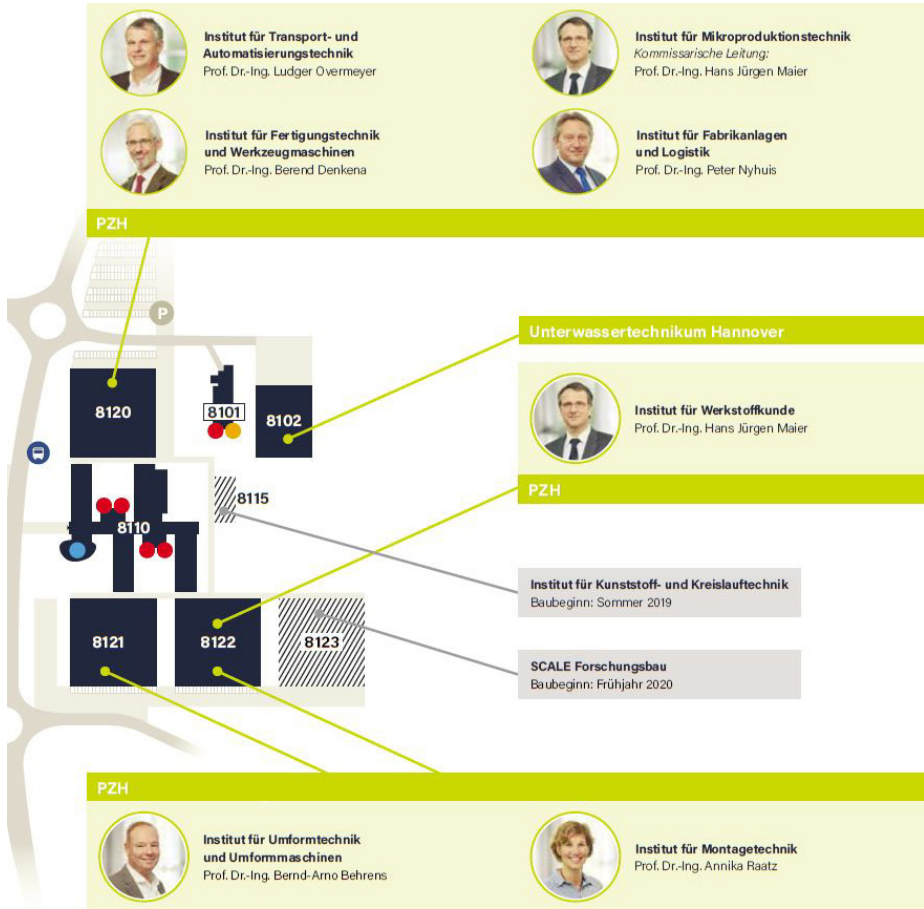 Institut für Transport- und
Automatisierungstechnik
Prof. Dr.-Ing. Ludger Overmeyer
Institut für Mikroproduktionstechnik
Kommissarische Leitung:
Prof. Dr.-Ing. Hans Jürgen Maier
Institut für Fertigungstechnik
und Werkzeugmaschinen
Prof. Dr.-Ing. Berend Denkena
Institut für Fabrikanlagen
und Logistik
Prof. Dr.-Ing. Peter Nyhuis
PZH
P
Unterwassertechnikum Hannover
8120
8101
8102
Institut für Werkstoffkunde
Prof. Dr.-Ing. Hans Jürgen Maier
PZH
8115
8110
Institut für Kunststoff- und Kreislauftechnik
Baubeginn: Sommer 2019
8121
8122
8123
SCALE Forschungsbau
Baubeginn: Frühjahr 2020
PZH
Institut für Umformtechnik
und Umformmaschinen
Prof. Dr.-Ing. Bernd-Arno Behrens
Institut für Montagetechnik
Prof. Dr.-Ing. Annika Raatz